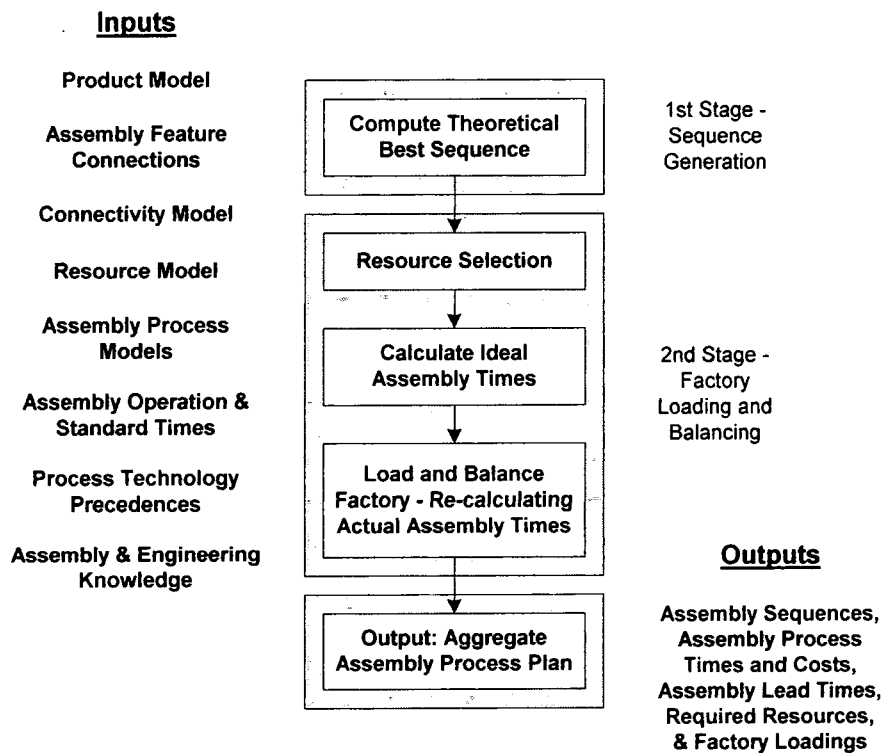 Inputs
Product Model
Assembly Feature
Connections
Connectivity Model
Resource Model
Assembly Process
Models
Assembly Operation &
Standard Times
Process Technology
Precedences
Assembly & Engineering
Knowledge
Compute Theoretical
Best Sequence
Resource Selection
Calculate Ideal
Assembly Times
Load and Balance
Factory - Re-calculating
Actual Assembly Times
Output: Aggregate
Assembly Process Plan
1st Stage -
Sequence
Generation
2nd Stage -
Factory
Loading and
Balancing
Outputs
Assembly Sequences,
Assembly Process
Times and Costs,
Assembly Lead Times,
Required Resources,
& Factory Loadings